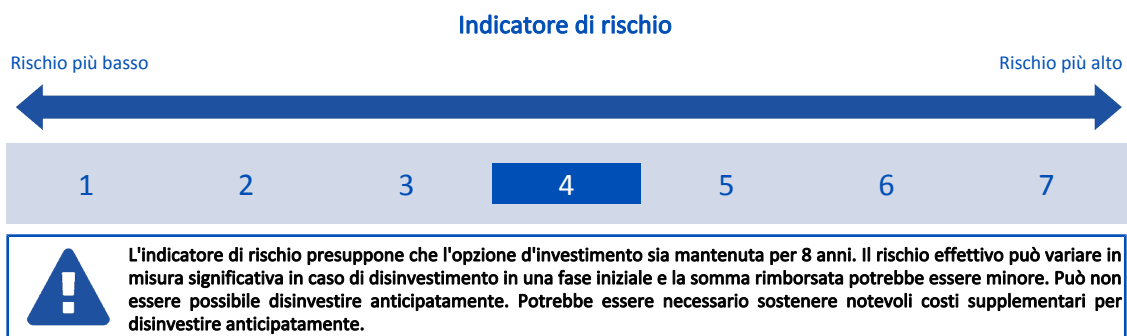 Indicatore di rischio
Rischio più basso
Rischio più alto
1 2 3 4 5 6 7
L'indicatore di rischio presuppone che l'opzione d'investimento sia mantenuta per 8 anni. Il rischio effettivo può variare in
misura significativa in caso di disinvestimento in una fase iniziale e la somma rimborsata potrebbe essere minore. Può non
essere possibile disinvestire anticipatamente. Potrebbe essere necessario sostenere notevoli costi supplementari per
disinvestire anticipatamente.